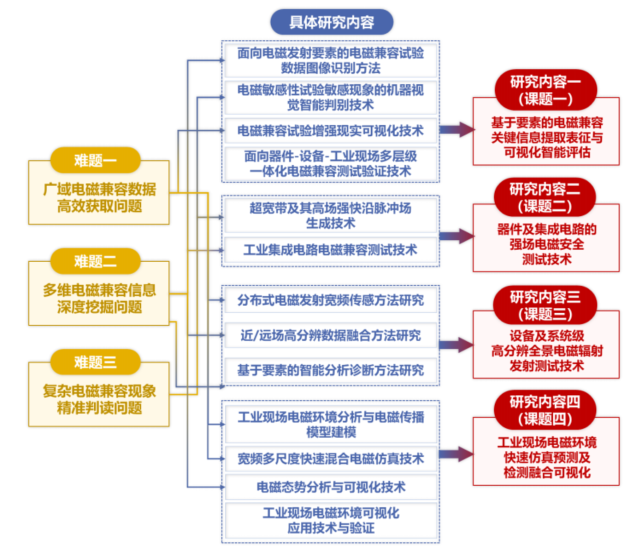 具体研究内容
难题一
广域电磁兼容数据
高效获取问题
难题二
多维电磁兼容信息
深度挖掘问题
难题三
复杂电磁兼容现象
精准判读问题
面向电磁发射要素的电磁兼容试验
数据图像识别方法
电磁敏感性试验敏感现象的机器视
觉智能判别技术
电磁兼容试验增强现实可视化技术
面向器件-设备-工业现场多层级
一体化电磁兼容测试验证技术
超宽带及其高场强快沿脉冲场
生成技术
工业集成电路电磁兼容测试技术
分布式电磁发射宽频传感方法研究
近/远场高分辨数据融合方法研究
基于要素的智能分析诊断方法研究
工业现场电磁环境分析与电磁传播
模型建模
宽频多尺度快速混合电磁仿真技术
电磁态势分析与可视化技术
工业现场电磁环境可视化
应用技术与验证
研究内容一
（课题一）
基于要素的电磁兼容
关键信息提取表征与
可视化智能评估
研究内容二
（课题二）
器件及集成电路的
强场电磁安全
测试技术
研究内容三
（课题三）
设备及系统级
高分辨全景电磁辐射
发射测试技术
研究内容四
（课题四）
工业现场电磁环境
快速仿真预测及
检测融合可视化